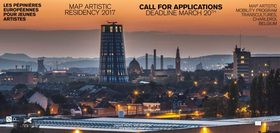 LES PÉPINIÈRES
EUROPÉENNES
POUR JEUNES
ARTISTES
MAP ARTISTIC
RESIDENCY 2017
CALL FOR APPLICATIONS
DEADLINE MARCH 20TH
MAP ARTISTIC
MOBILITY PROGRAM
TRANSCULTURES,
CHARLEROI,
BELGIUM